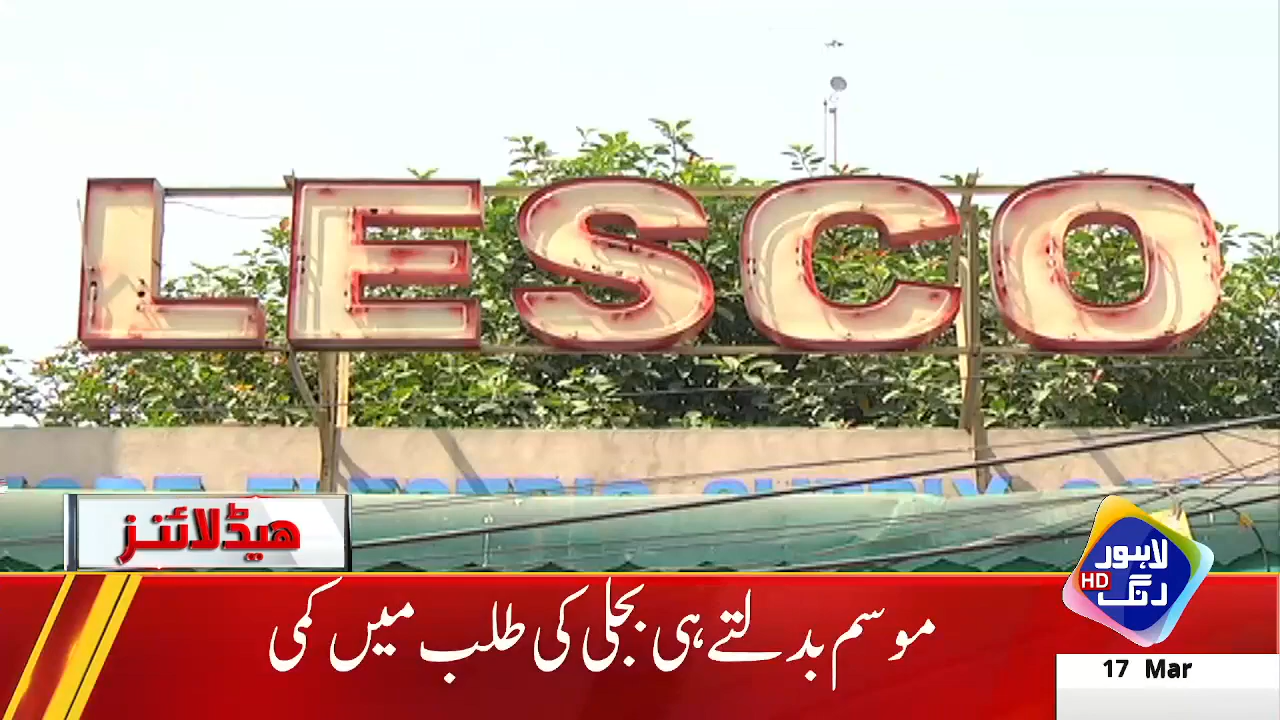 LESCO
ہیڈلائنز
موسم بدلتے ہی بجلی کی طلب میں کمی
لاہور
رنگ
HD
17 Mar